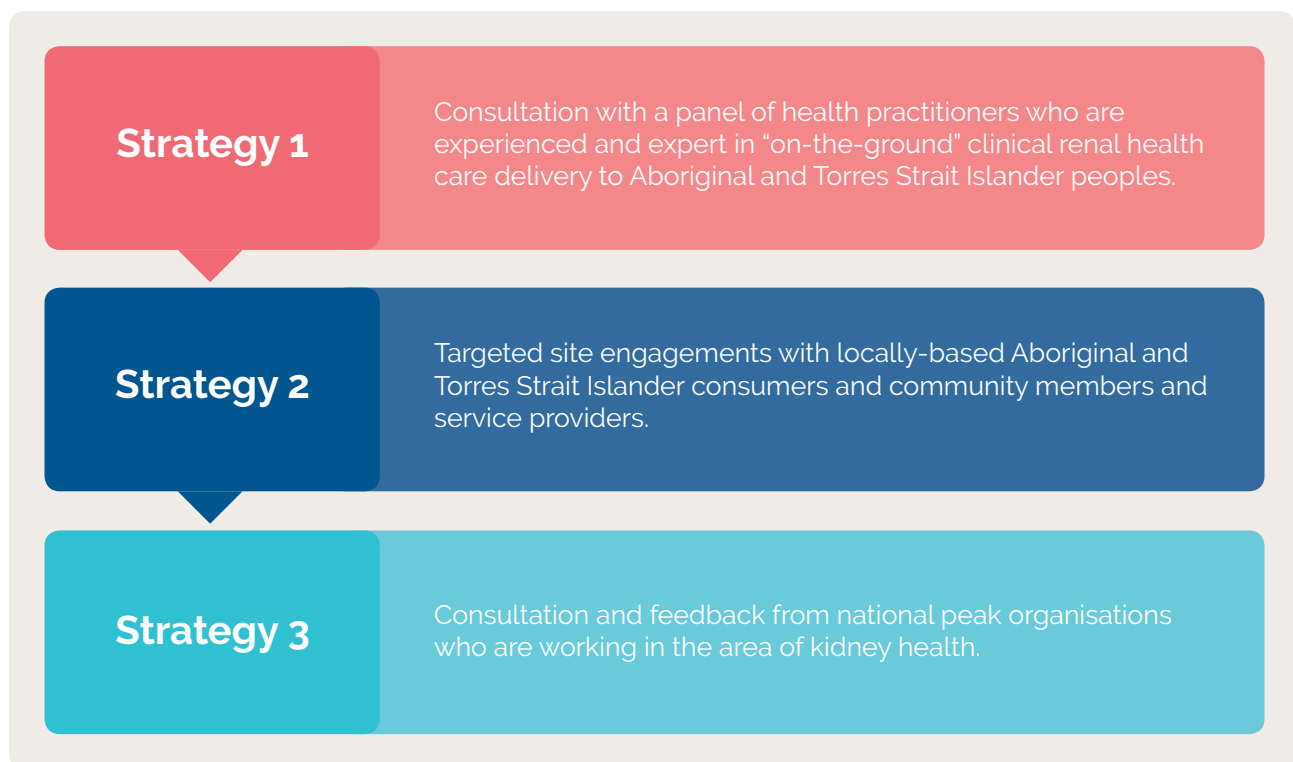 Strategy 1
Consultation with a panel of health practitioners who are
experienced and expert in “on-the-ground” clinical renal health
care delivery to Aboriginal and Torres Strait Islander peoples.
Strategy 2
Targeted site engagements with locally-based Aboriginal and
Torres Strait Islander consumers and community members and
service providers.
Strategy 3
Consultation and feedback from national peak organisations
who are working in the area of kidney health.